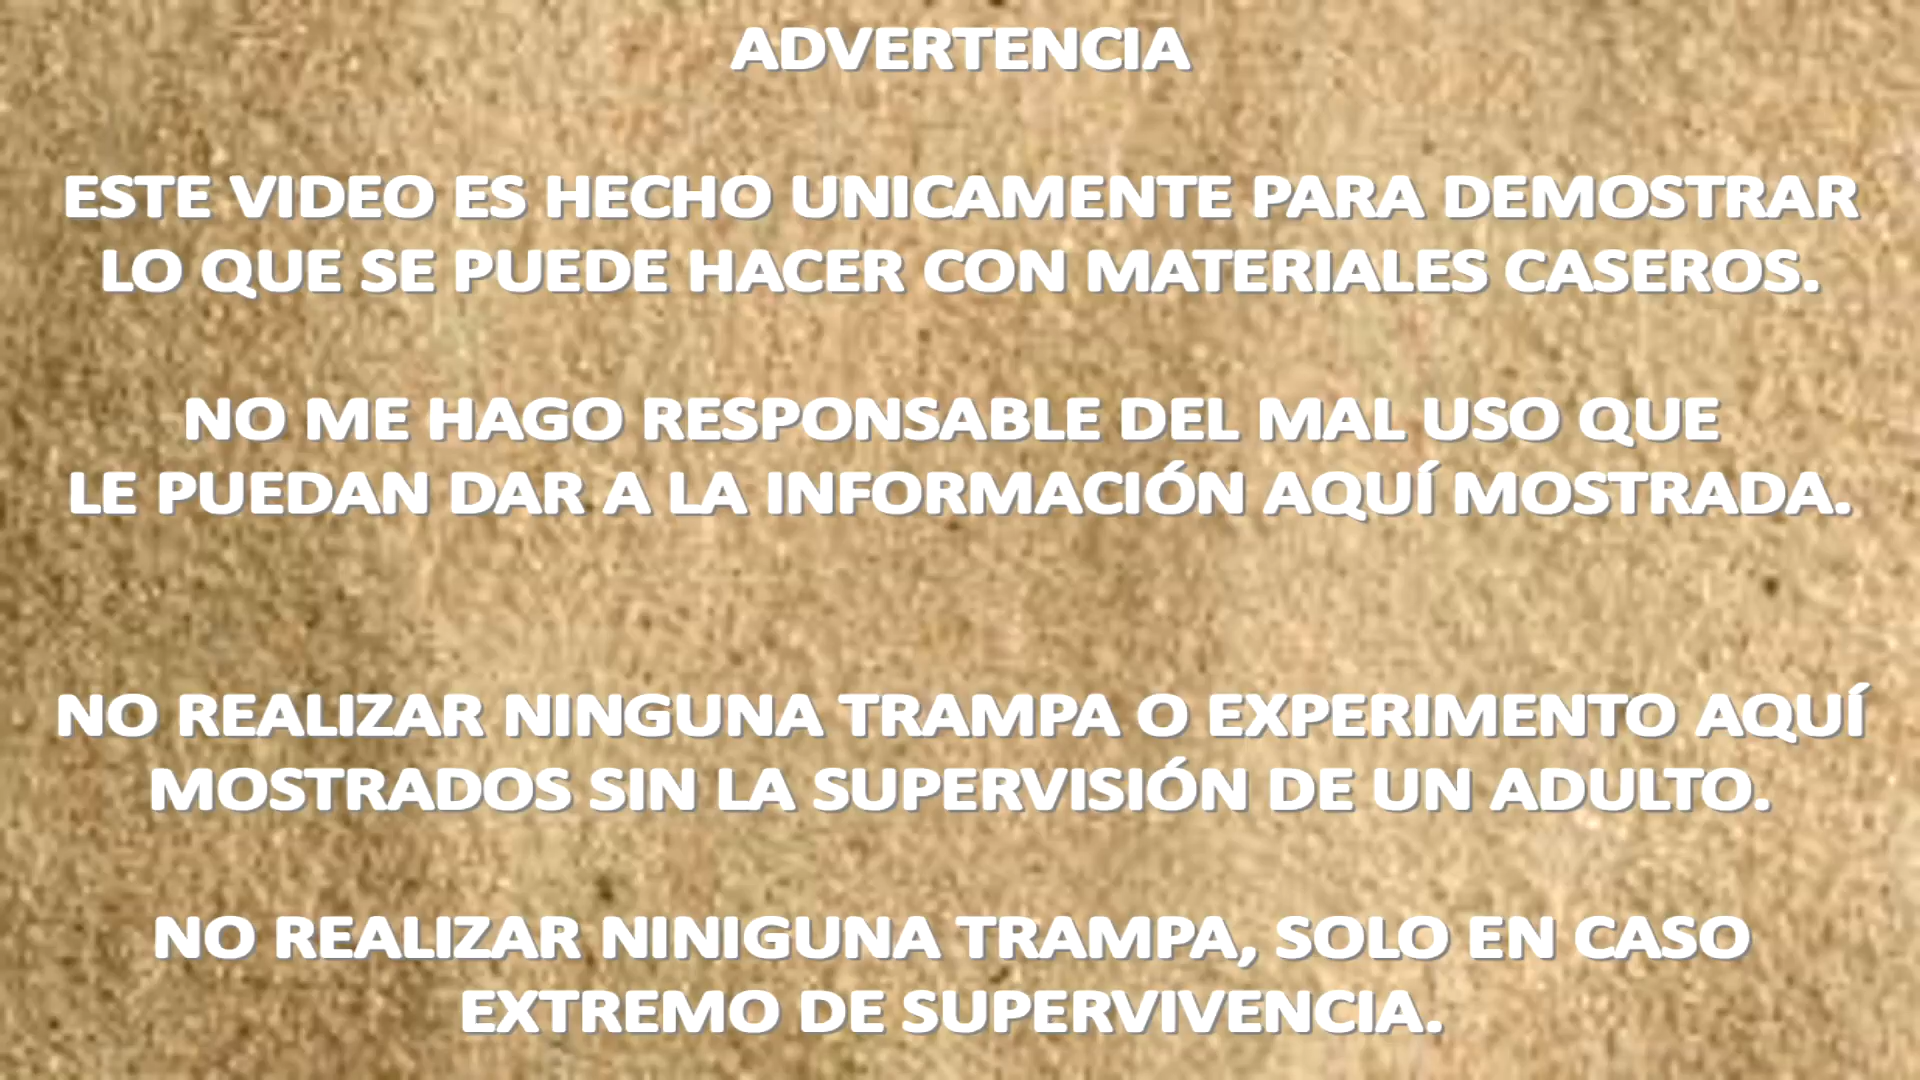 ADVERTENCIA
ESTE VIDEO ES HECHO UNICAMENTE PARA DEMOSTRAR
LO QUE SE PUEDE HACER CON MATERIALES CASEROS.
NO ME HAGO RESPONSABLE DEL MAL USO QUE
LE PUEDAN DAR A LA INFORMACIÓN AQUÍ MOSTRADA.
NO REALIZAR NINGUNA TRAMPA O EXPERIMENTO AQUÍ
MOSTRADOS SIN LA SUPERVISIÓN DE UN ADULTO.
NO REALIZAR NINIGUNA TRAMPA, SOLO EN CASO
EXTREMO DE SUPERVIVENCIA.